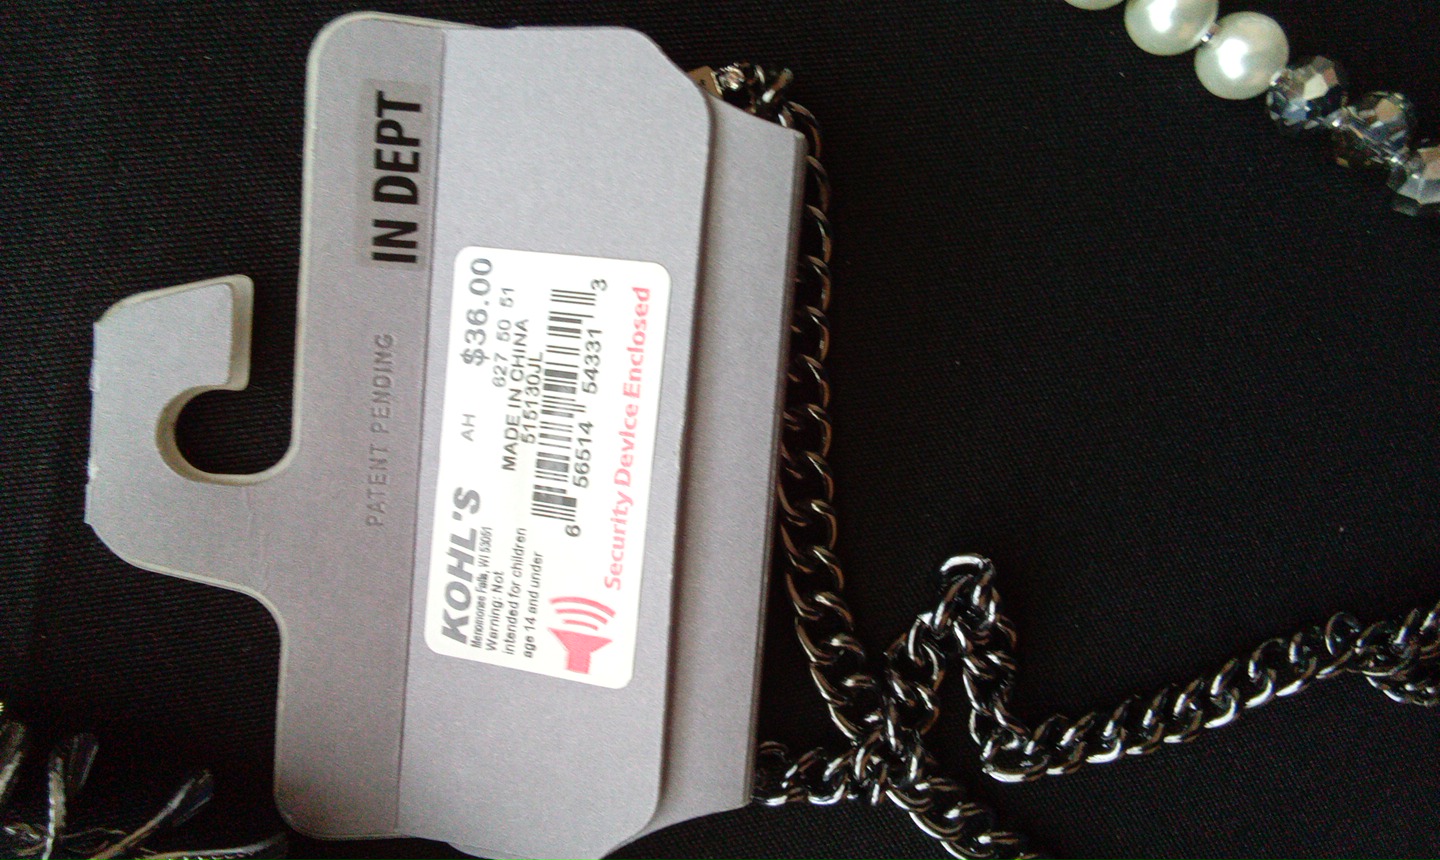 IN DEPT
PATENT PENDING
KOHL'S AH $36.00
Menomonee Falls, WI 53051 627 50 51
Warning: Not MADE IN CHINA
intended for children 515130JL
age 14 and under
6 56514 54331 3
Security Device Enclosed